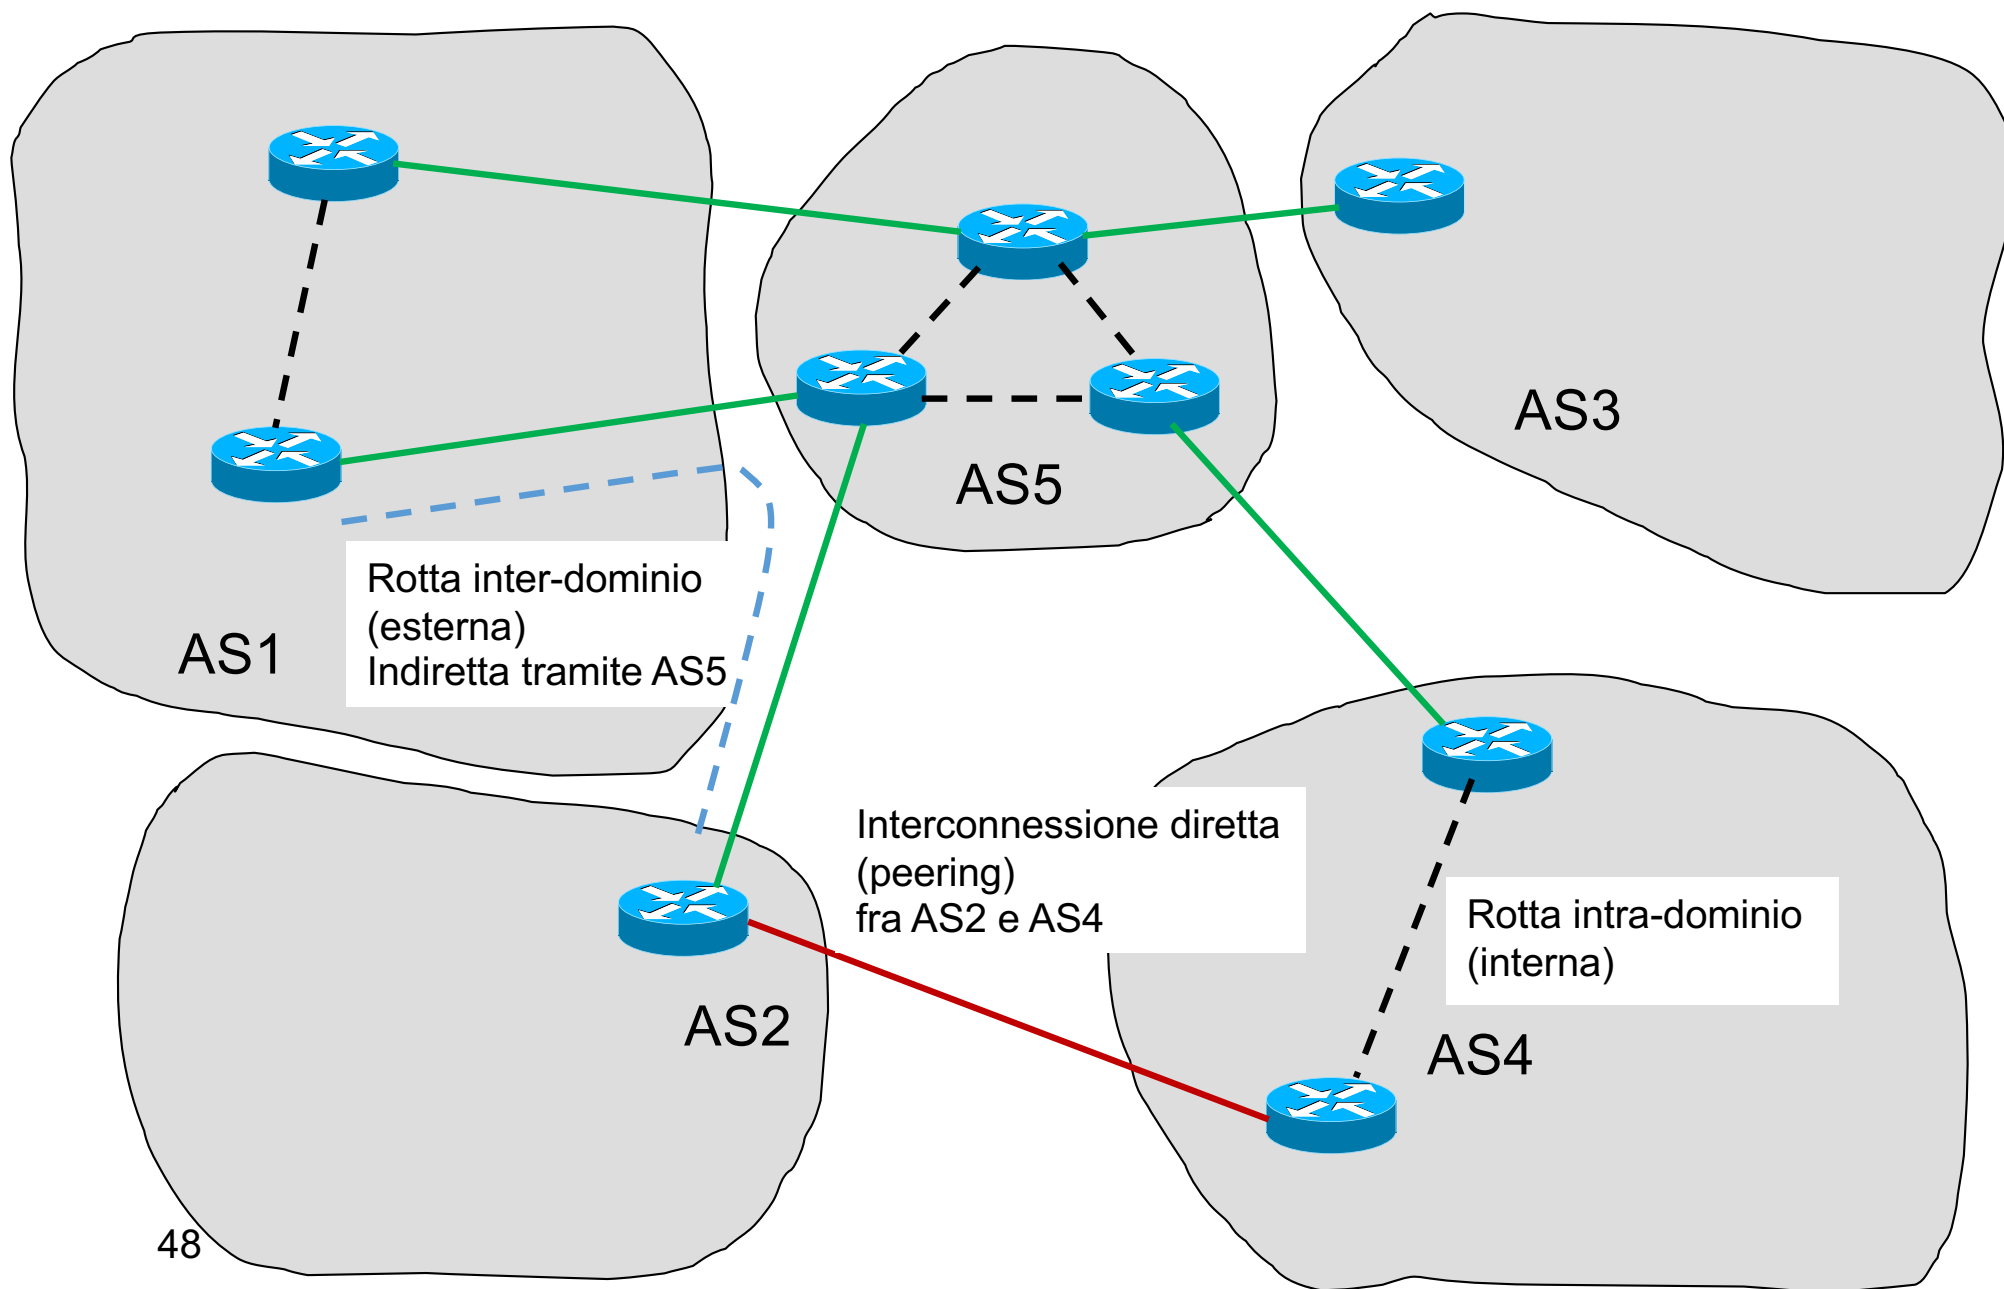 AS3
AS5
Rotta inter-dominio
(esterna)
Indiretta tramite AS5
AS1
Interconnessione diretta
(peering)
fra AS2 e AS4
Rotta intra-dominio
(interna)
AS2
AS4
48